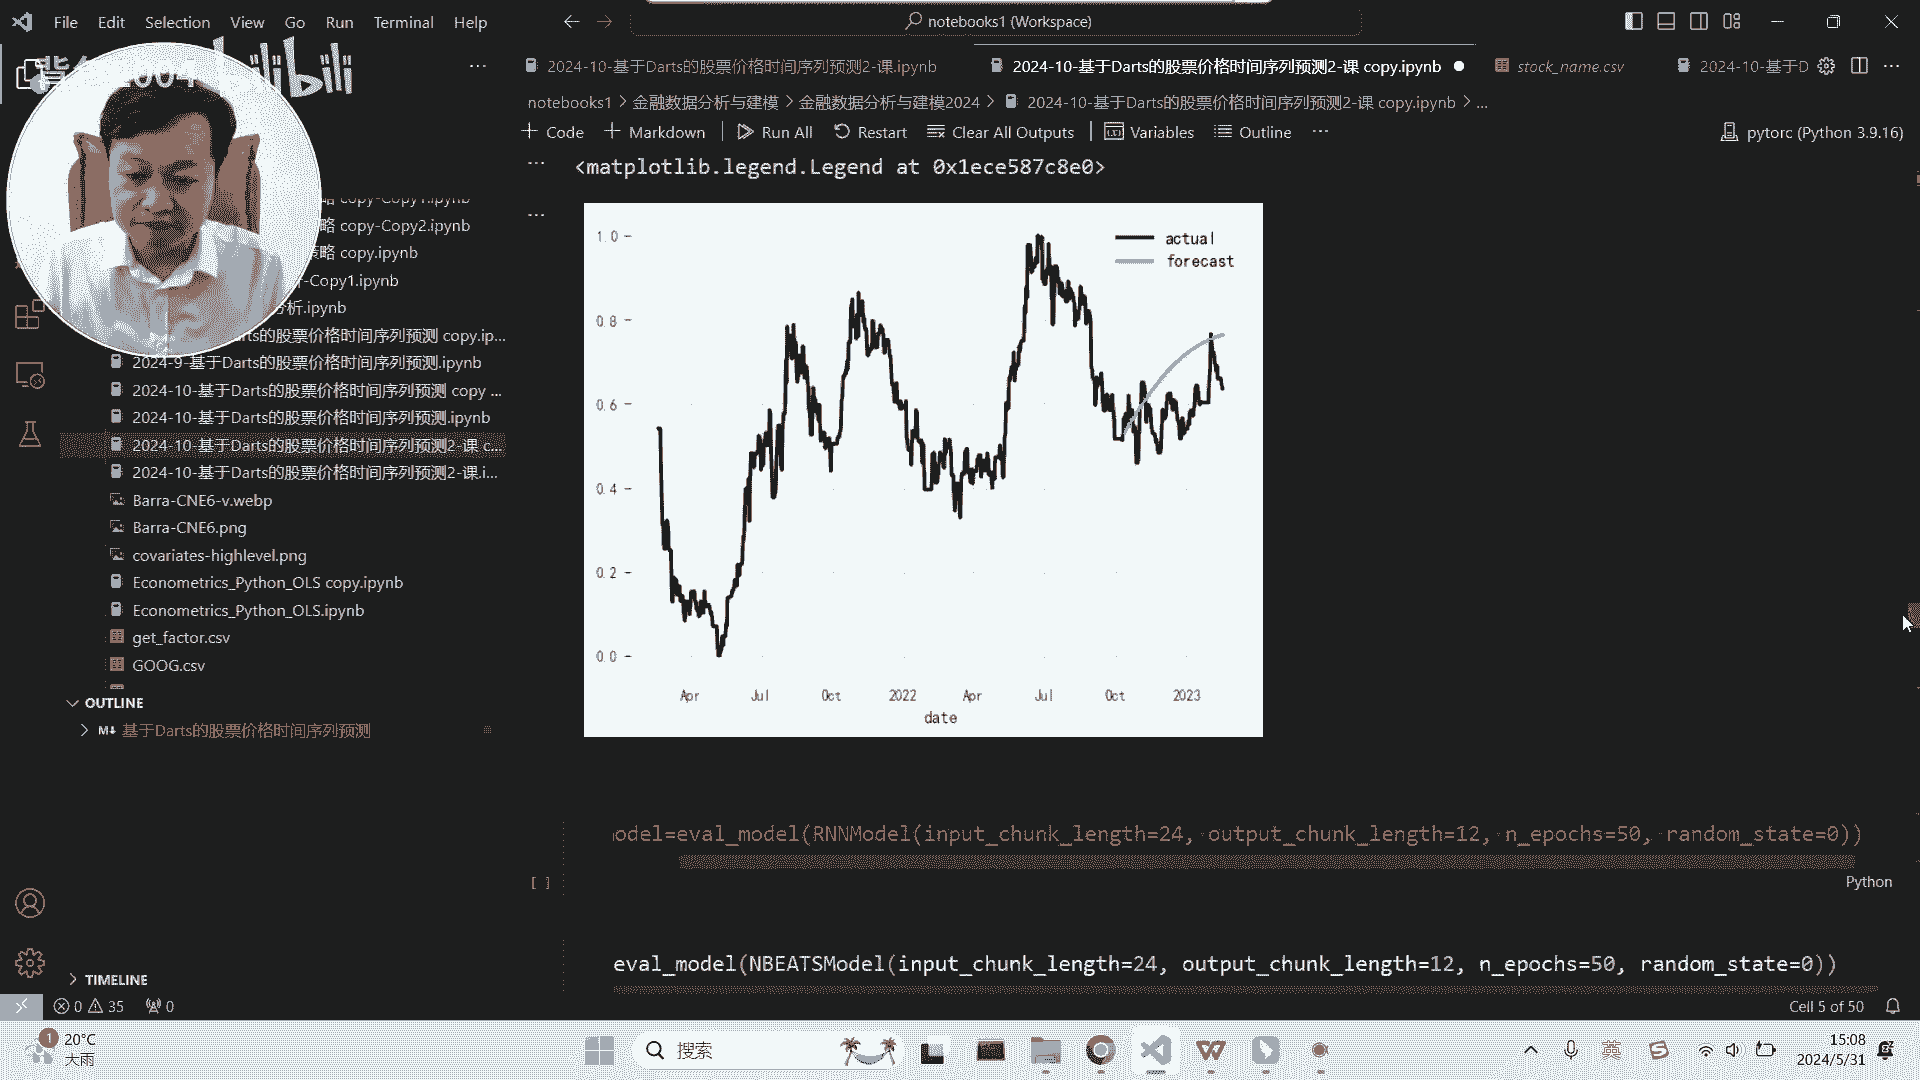 File Edit Selection View Go Run Terminal Help
notebooks1 (Workspace)
bilibili
2024-10-基于Darts的股票价格时间序列预测2-课.ipynb
2024-10-基于Darts的股票价格时间序列预测2-课 copy.ipynb
stock_name.csv
2024-10-基于D
notebooks1 > 金融数据分析与建模 > 金融数据分析与建模2024 > 2024-10-基于Darts的股票价格时间序列预测2-课 copy.ipynb > ...
+ Code + Markdown Run All Restart Clear All Outputs Variables Outline ...
pytorc (Python 3.9.16)
<matplotlib.legend.Legend at 0x1ece587c8e0>
copy-Copy1.ipynb
略 copy-Copy2.ipynb
策略 copy.ipynb
-Copy1.ipynb
分析.ipynb
arts的股票价格时间序列预测 copy.ip...
2024-9-基于Darts的股票价格时间序列预测.ipynb
2024-10-基于Darts的股票价格时间序列预测 copy ...
2024-10-基于Darts的股票价格时间序列预测.ipynb
2024-10-基于Darts的股票价格时间序列预测2-课 c...
2024-10-基于Darts的股票价格时间序列预测2-课.i...
Barra-CNE6-v.webp
Barra-CNE6.png
covariates-highlevel.png
Econometrics_Python_OLS copy.ipynb
Econometrics_Python_OLS.ipynb
get_factor.csv
GOOG.csv
OUTLINE
M↓ 基于Darts的股票价格时间序列预测
TIMELINE
actual
forecast
1.0
0.8
0.6
0.4
0.2
0.0
Apr Jul Oct 2022 Apr Jul Oct 2023
date
odel=eval_model(RNNModel(input_chunk_length=24, output_chunk_length=12, n_epochs=50, random_state=0))
[ ]
Python
eval_model(NBEATSModel(input_chunk_length=24, output_chunk_length=12, n_epochs=50, random_state=0))
0 35 0
Cell 5 of 50
1
20°C
大雨
搜索
英
15:08
2024/5/31